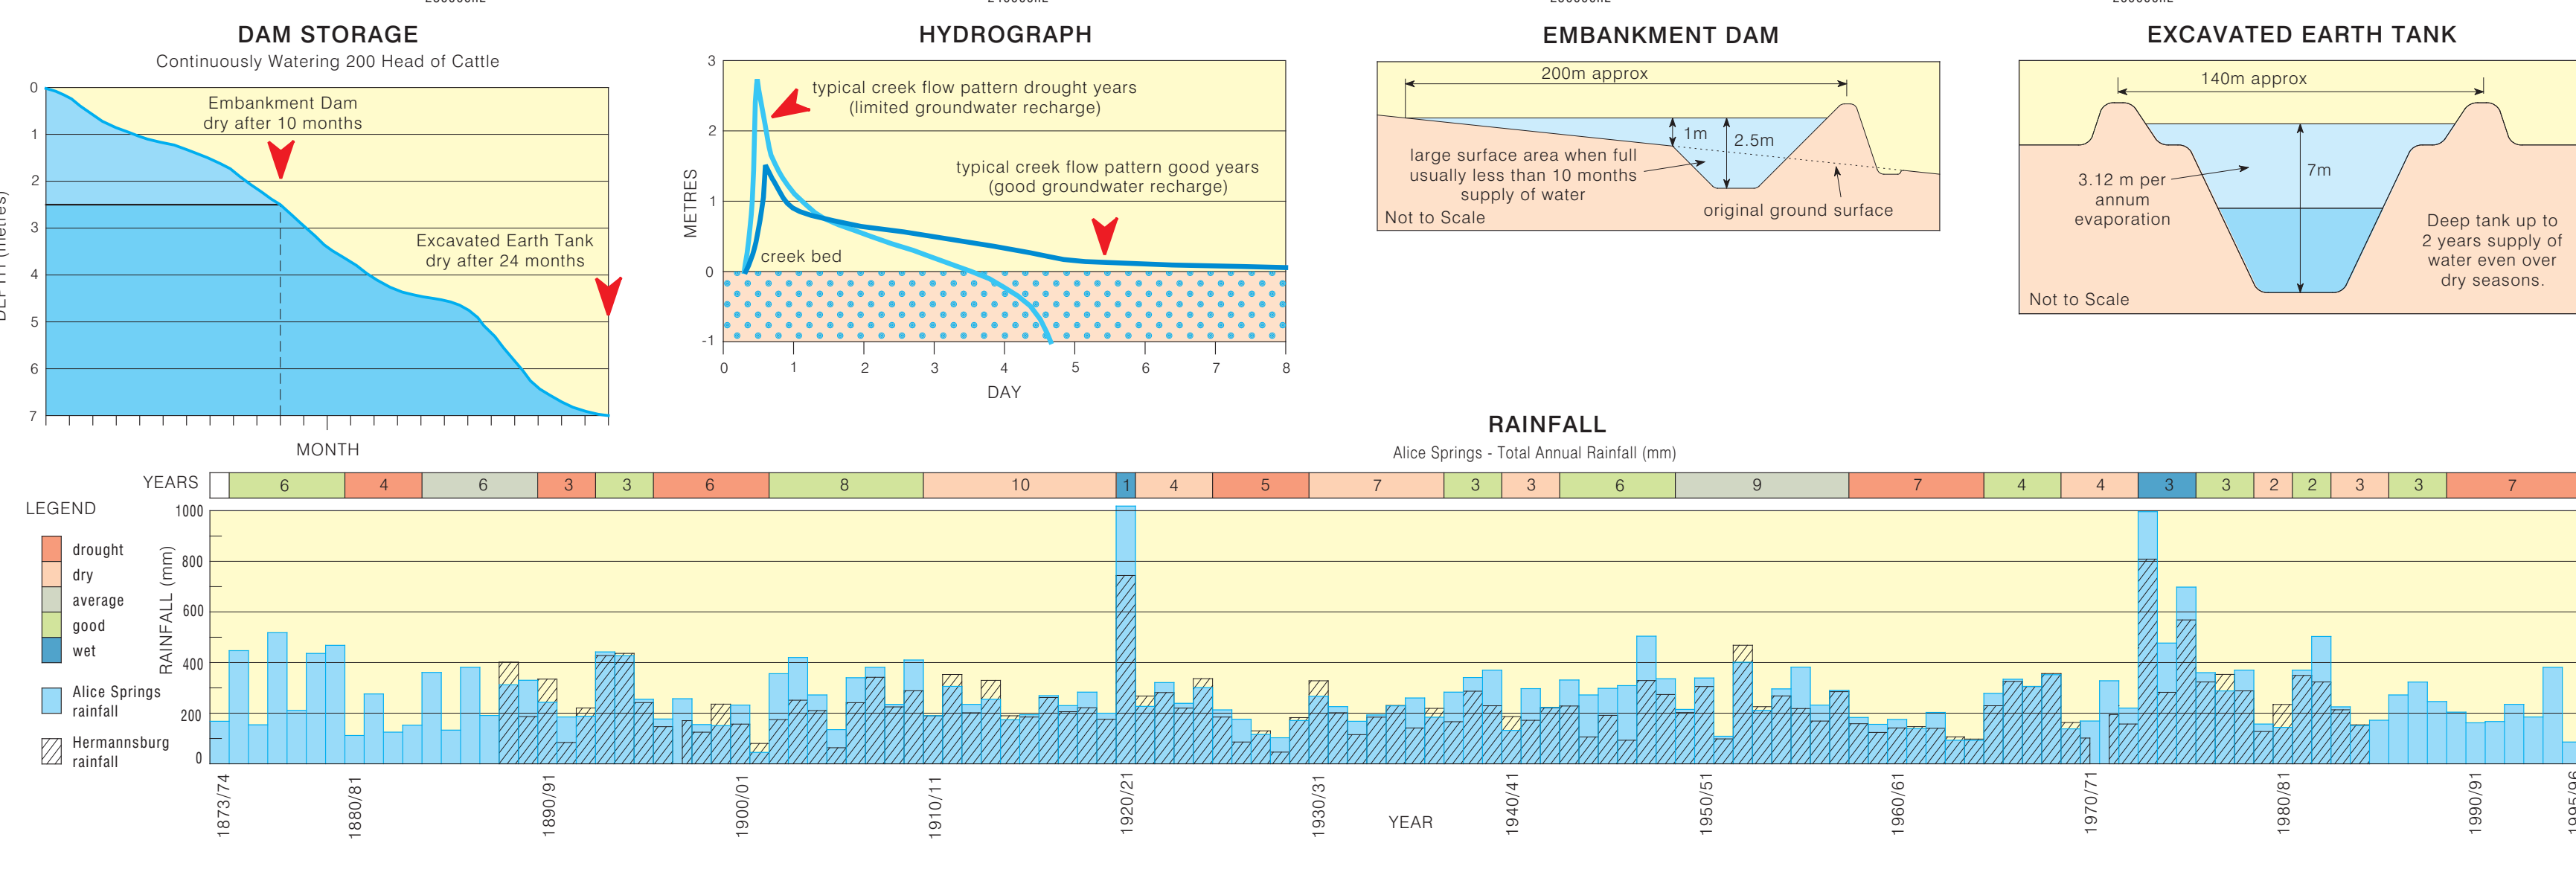 DAM STORAGE
Continuously Watering 200 Head of Cattle
0
1
2
3
4
5
6
7
Embankment Dam
dry after 10 months
Excavated Earth Tank
dry after 24 months
MONTH
HYDROGRAPH
METRES
3
2
1
0
-1
typical creek flow pattern drought years
(limited groundwater recharge)
typical creek flow pattern good years
(good groundwater recharge)
creek bed
0 1 2 3 4 5 6 7 8
DAY
EMBANKMENT DAM
200m approx
1m
2.5m
large surface area when full
usually less than 10 months
supply of water
original ground surface
Not to Scale
EXCAVATED EARTH TANK
140m approx
7m
3.12 m per
annum
evaporation
Deep tank up to
2 years supply of
water even over
dry seasons.
Not to Scale
RAINFALL
Alice Springs - Total Annual Rainfall (mm)
YEARS
6 4 6 3 3 6 8 10 1 4 5 7 3 3 6 9 7 4 4 3 3 2 2 3 3 7
LEGEND
drought
dry
average
good
wet
Alice Springs
rainfall
Hermannsburg
rainfall
RAINFALL (mm)
1000
800
600
400
200
0
1873/74 1880/81 1890/91 1900/01 1910/11 1920/21 1930/31 1940/41 1950/51 1960/61 1970/71 1980/81 1990/91
YEAR